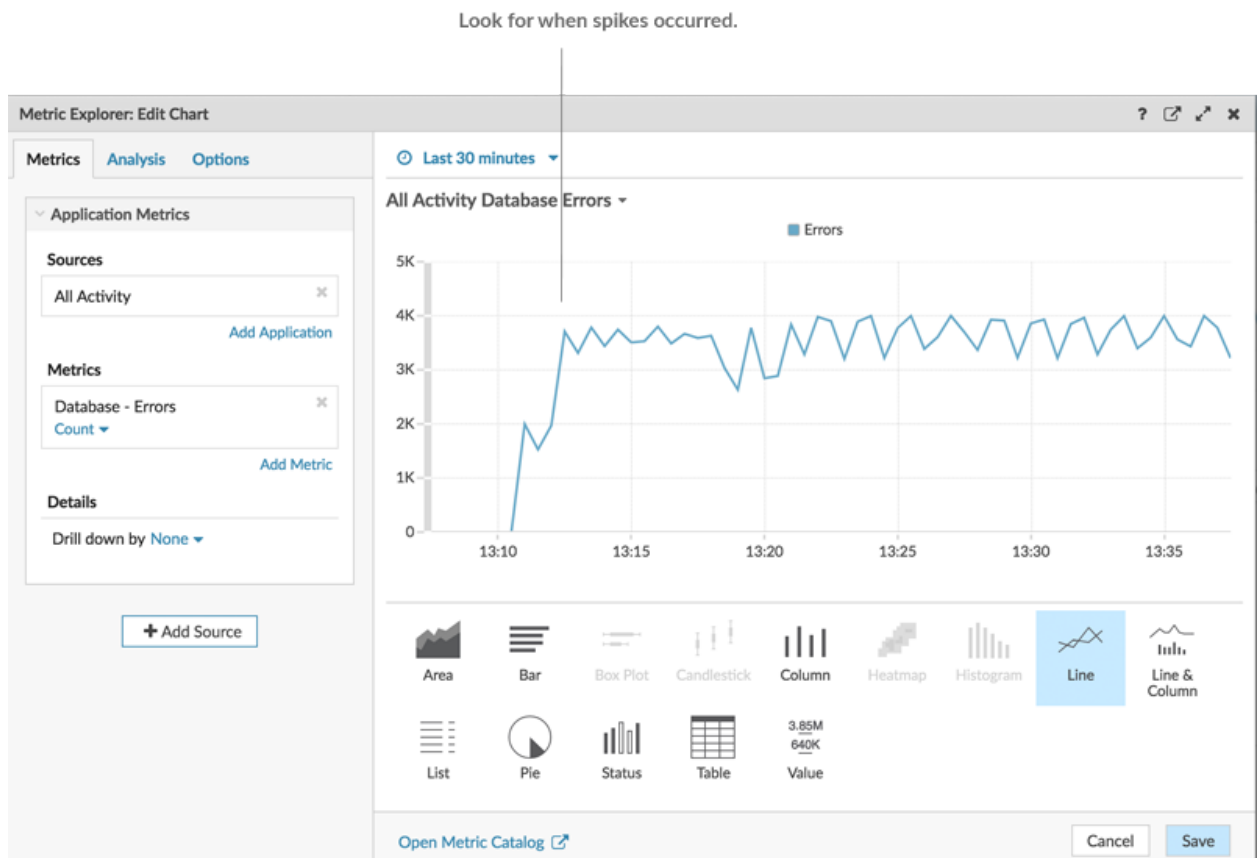 Look for when spikes occurred.
Metric Explorer: Edit Chart
?
Metrics Analysis Options
Application Metrics
Sources
All Activity
Add Application
Metrics
Database - Errors
Count
Add Metric
Details
Drill down by None
+ Add Source
Last 30 minutes
All Activity Database Errors
Errors
5K
4K
3K
2K
1K
0
13:10 13:15 13:20 13:25 13:30 13:35
Area Bar Box Plot Candlestick Column Heatmap Histogram Line Line &
Column
3.85M
640K
List Pie Status Table Value
Open Metric Catalog
Cancel Save